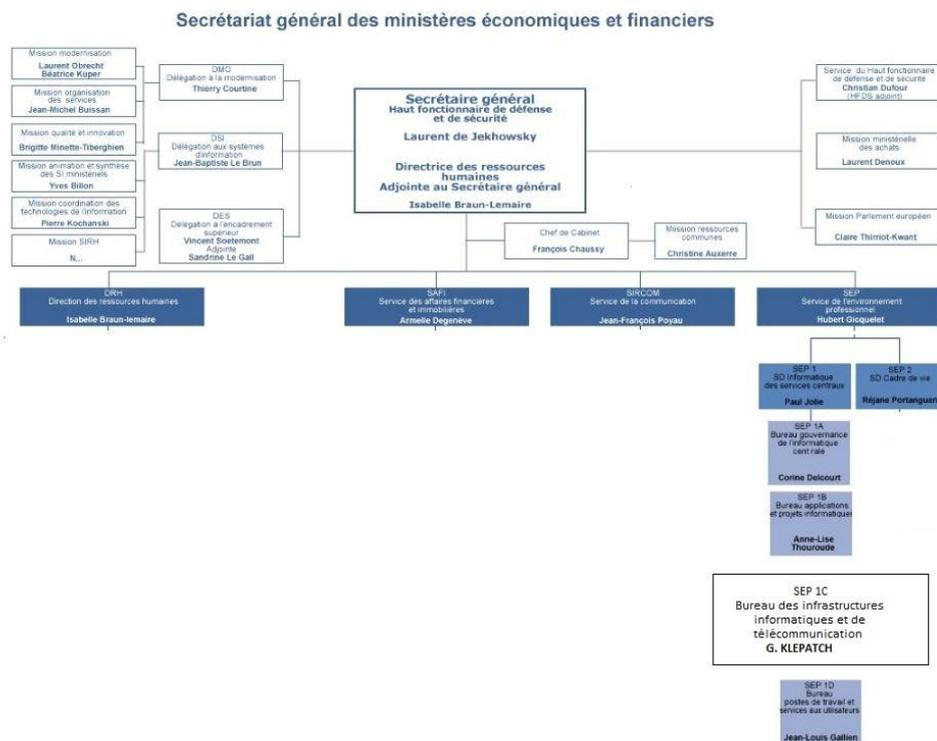 Secrétariat général des ministères économiques et financiers
Mission modernisation
Laurent Obrecht
Béatrice Kuper
Mission organisation
des services
Jean-Michel Buissan
Mission qualité et innovation
Brigitte Minette-Tiberghien
Mission animation et synthèse
des SI ministériels
Yves Billon
Mission coordination des
technologies de l'information
Pierre Kochanski
Mission SIRH
N...
DMO
Délégation à la modernisation
Thierry Courtine
DSI
Délégation aux systèmes
d'information
Jean-Baptiste Le Brun
DES
Délégation à l'encadrement
supérieur
Vincent Soetemont
Adjointe
Sandrine Le Gall
Secrétaire général
Haut fonctionnaire de défense
et de sécurité
Laurent de Jekhowsky
Directrice des ressources
humaines
Adjointe au Secrétaire général
Isabelle Braun-Lemaire
Chef de Cabinet
François Chaussy
Mission ressources
communes
Christine Auxerre
Service du Haut fonctionnaire
de défense et de sécurité
Christian Dufour
(HFDS adjoint)
Mission ministérielle
des achats
Laurent Denoux
Mission Parlement européen
Claire Thirriot-Kwant
DRH
Direction des ressources humaines
Isabelle Braun-lemaire
SAFI
Service des affaires financières
et immobilières
Armelle Degenève
SIRCOM
Service de la communication
Jean-François Poyau
SEP
Service de l'environnement
professionnel
Hubert Gicquelet
SEP 1
SD Informatique
des services centraux
Paul Jolie
SEP 2
SD Cadre de vie
Réjane Portanguen
SEP 1A
Bureau gouvernance
de l'informatique
cent rale
Corine Delcourt
SEP 1B
Bureau applications
et projets informatiques
Anne-Lise
Thouroude
SEP 1C
Bureau des infrastructures
informatiques et de
télécommunication
G. KLEPATCH
SEP 1D
Bureau
postes de travail et
services aux utilisateurs
Jean-Louis Gallien